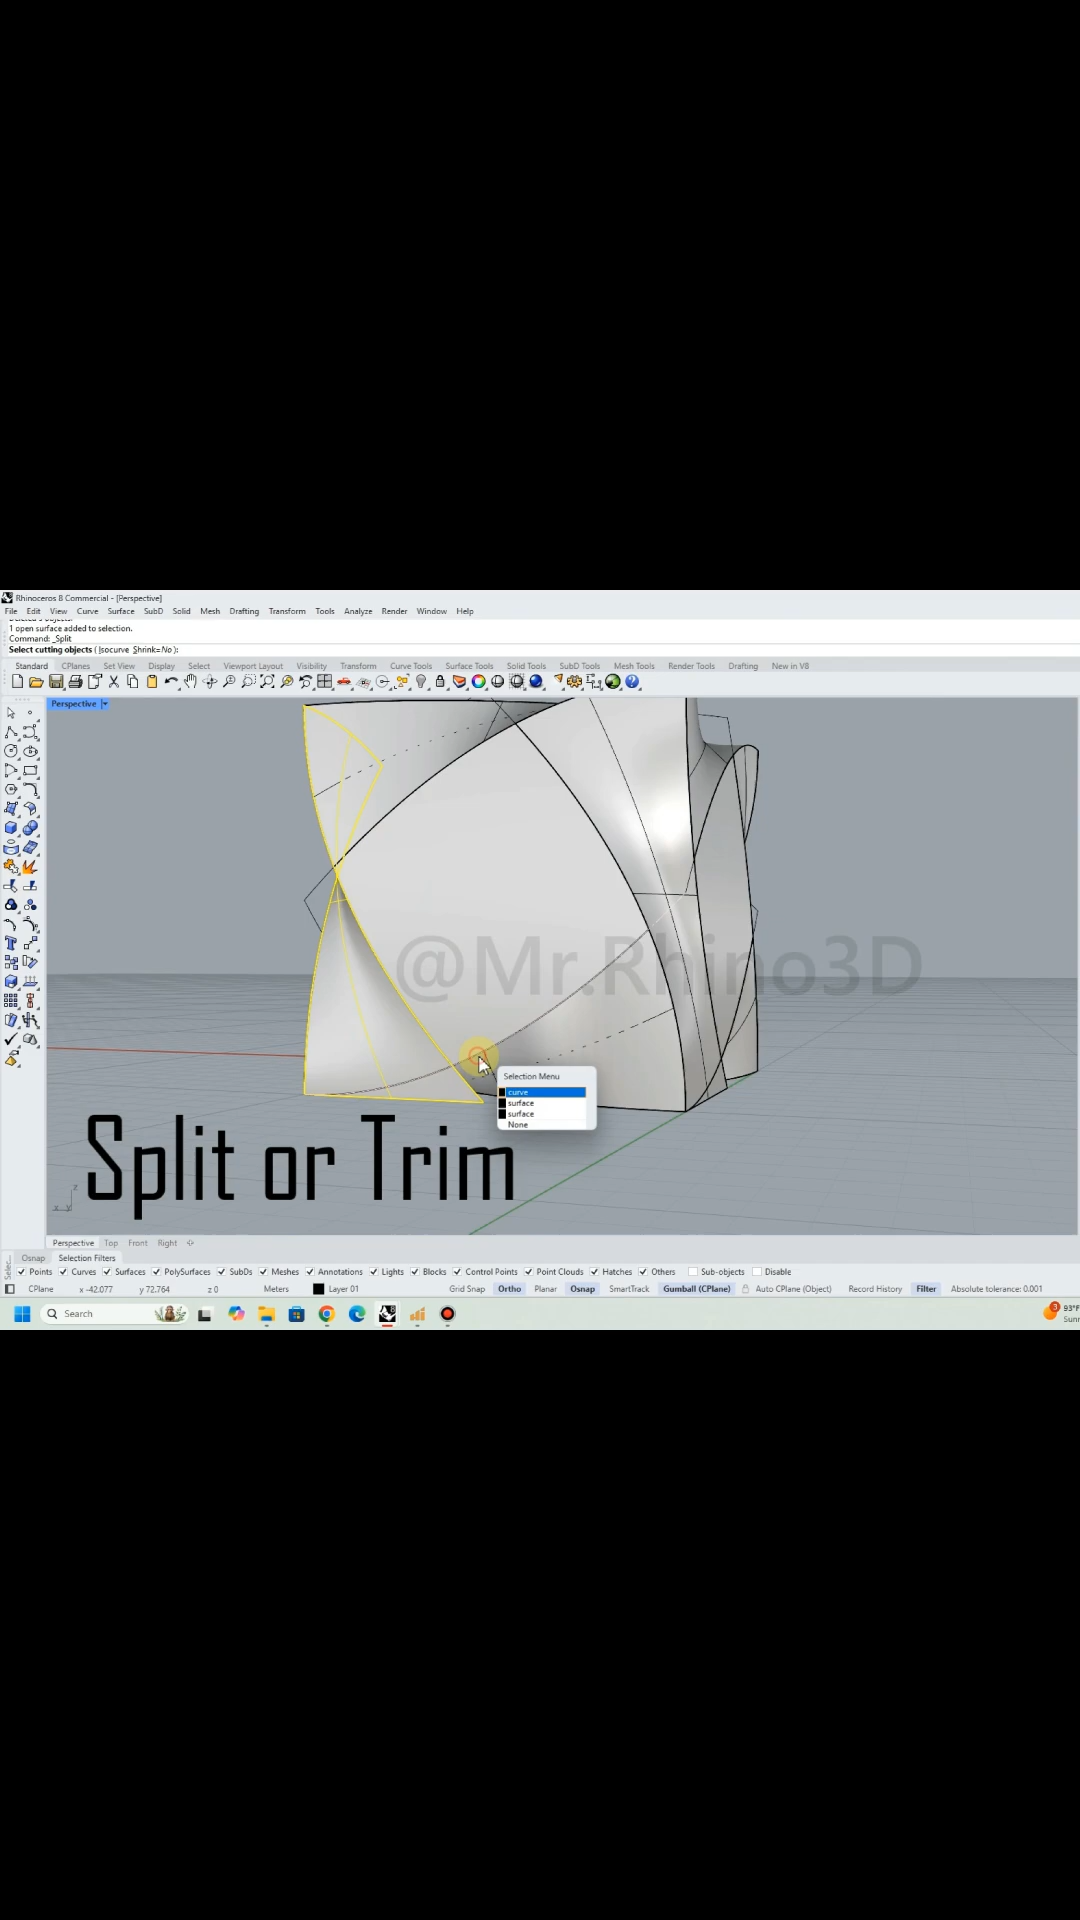 Rhinoceros 8 Commercial - [Perspective]
File Edit View Curve Surface SubD Solid Mesh Drafting Transform Tools Analyze Render Window Help
1 open surface added to selection.
Command: _Split
Select cutting objects ( Isocurve Shrink=No ):
Standard CPlanes Set View Display Select Viewport Layout Visibility Transform Curve Tools Surface Tools Solid Tools SubD Tools Mesh Tools Render Tools Drafting New in V8
Perspective
@Mr.Rhino3D
Selection Menu
curve
surface
surface
None
Split or Trim
z
x y
Perspective Top Front Right
Osnap Selection Filters
Points Curves Surfaces PolySurfaces SubDs Meshes Annotations Lights Blocks Control Points Point Clouds Hatches Others Sub-objects Disable
CPlane x -42.077 y 72.764 z 0 Meters Layer 01 Grid Snap Ortho Planar Osnap SmartTrack Gumball (CPlane) Auto CPlane (Object) Record History Filter Absolute tolerance: 0.001
Search
3
93°F